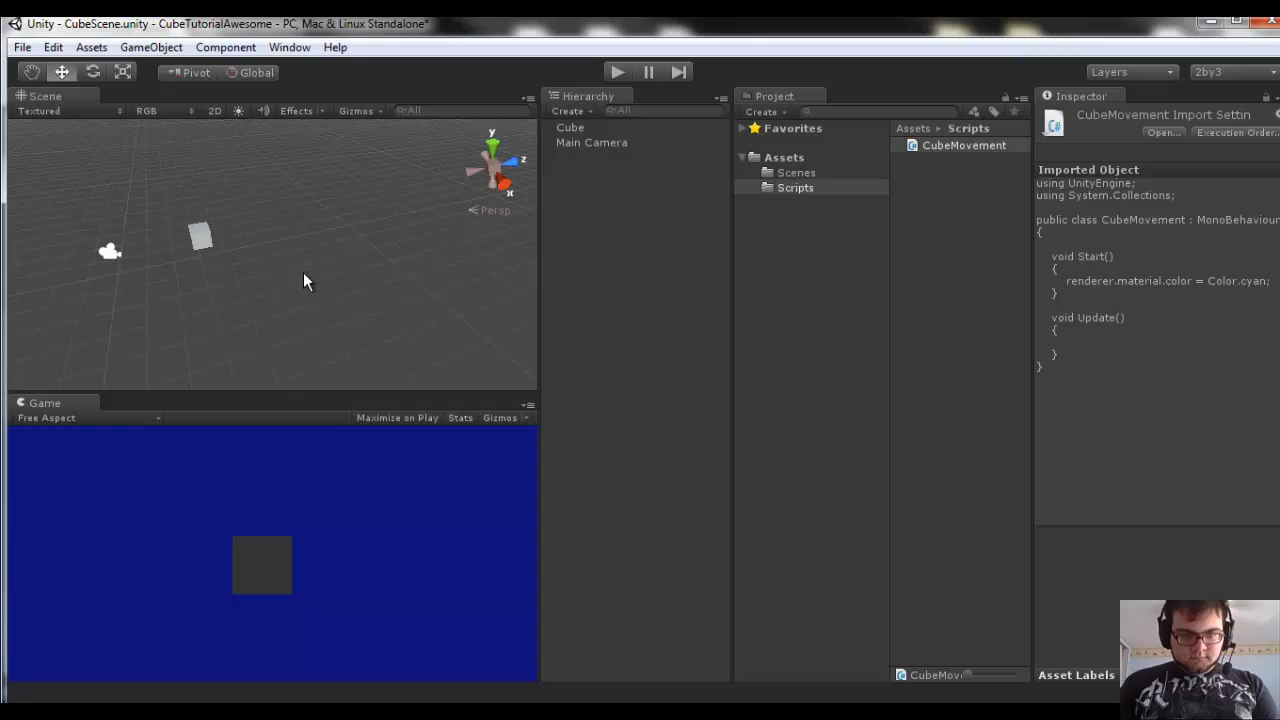 Unity - CubeScene.unity - CubeTutorialAwesome - PC, Mac & Linux Standalone*
File Edit Assets GameObject Component Window Help
Pivot Global Layers 2by3
Scene
Textured RGB 2D Effects Gizmos All
y
z
x
Persp
Game
Free Aspect Maximize on Play Stats Gizmos
Hierarchy
Create All
Cube
Main Camera
Project
Create
Favorites
Assets
Scenes
Scripts
Assets Scripts
CubeMovement
CubeMov
Inspector
CubeMovement Import Settin
Open... Execution Order...
Imported Object
using UnityEngine;
using System.Collections;
public class CubeMovement : MonoBehaviour
{
void Start()
{
renderer.material.color = Color.cyan;
}
void Update()
{
}
}
Asset Labels